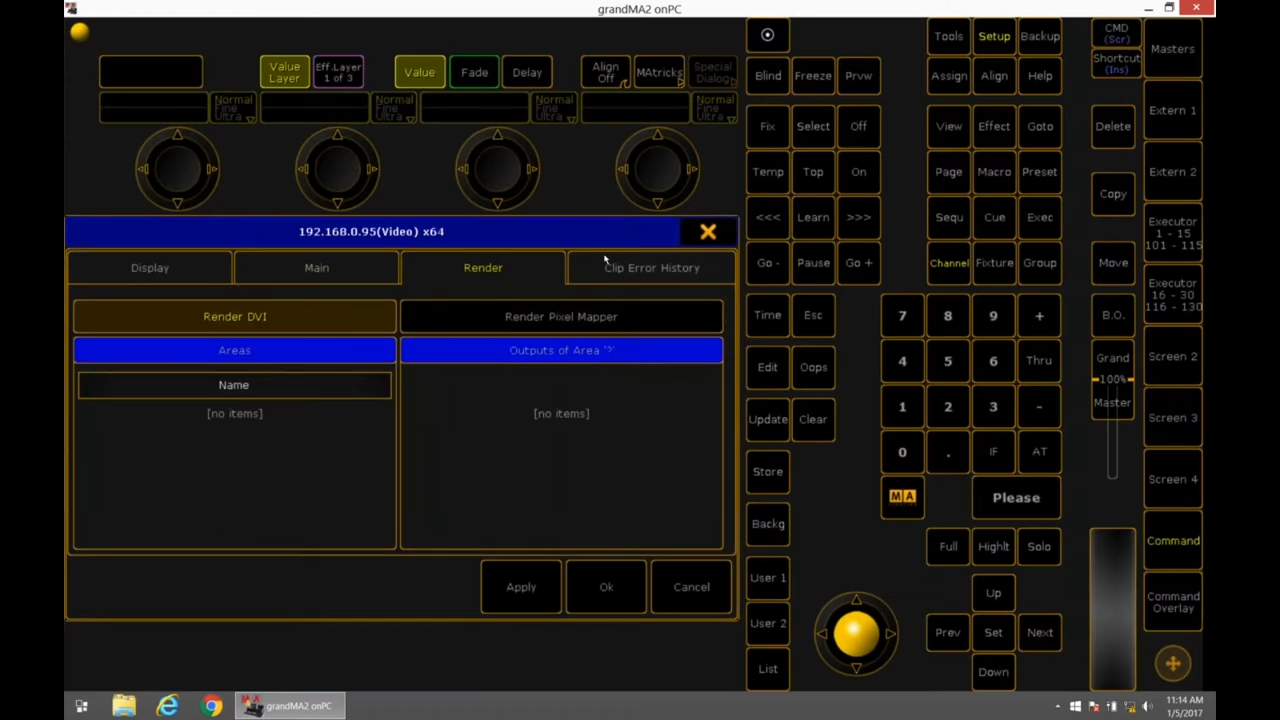 grandMA2 onPC
Value Layer
Eff.Layer 1 of 3
Value
Fade
Delay
Align Off
MAtricks
Special Dialog
Normal Fine Ultra
Normal Fine Ultra
Normal Fine Ultra
Normal Fine Ultra
192.168.0.95(Video) x64
Display
Main
Render
Clip Error History
Render DVI
Render Pixel Mapper
Areas
Outputs of Area '?'
Name
[no items]
[no items]
Apply
Ok
Cancel
Tools
Setup
Backup
Blind
Freeze
Prvw
Assign
Align
Help
Fix
Select
Off
View
Effect
Goto
Temp
Top
On
Page
Macro
Preset
<<<
Learn
>>>
Sequ
Cue
Exec
Go -
Pause
Go +
Channel
Fixture
Group
Time
Esc
7
8
9
+
Edit
Oops
4
5
6
Thru
Update
Clear
1
2
3
-
Store
0
.
IF
AT
MA
Please
Backg
Full
Highlt
Solo
User 1
Up
User 2
Prev
Set
Next
List
Down
CMD
(Scr)
Shortcut
(Ins)
Delete
Copy
Move
B.O.
Grand
100%
Master
Masters
Extern 1
Extern 2
Executor
1 - 15
101 - 115
Executor
16 - 30
116 - 130
Screen 2
Screen 3
Screen 4
Command
Command
Overlay
grandMA2 onPC
11:14 AM
1/5/2017